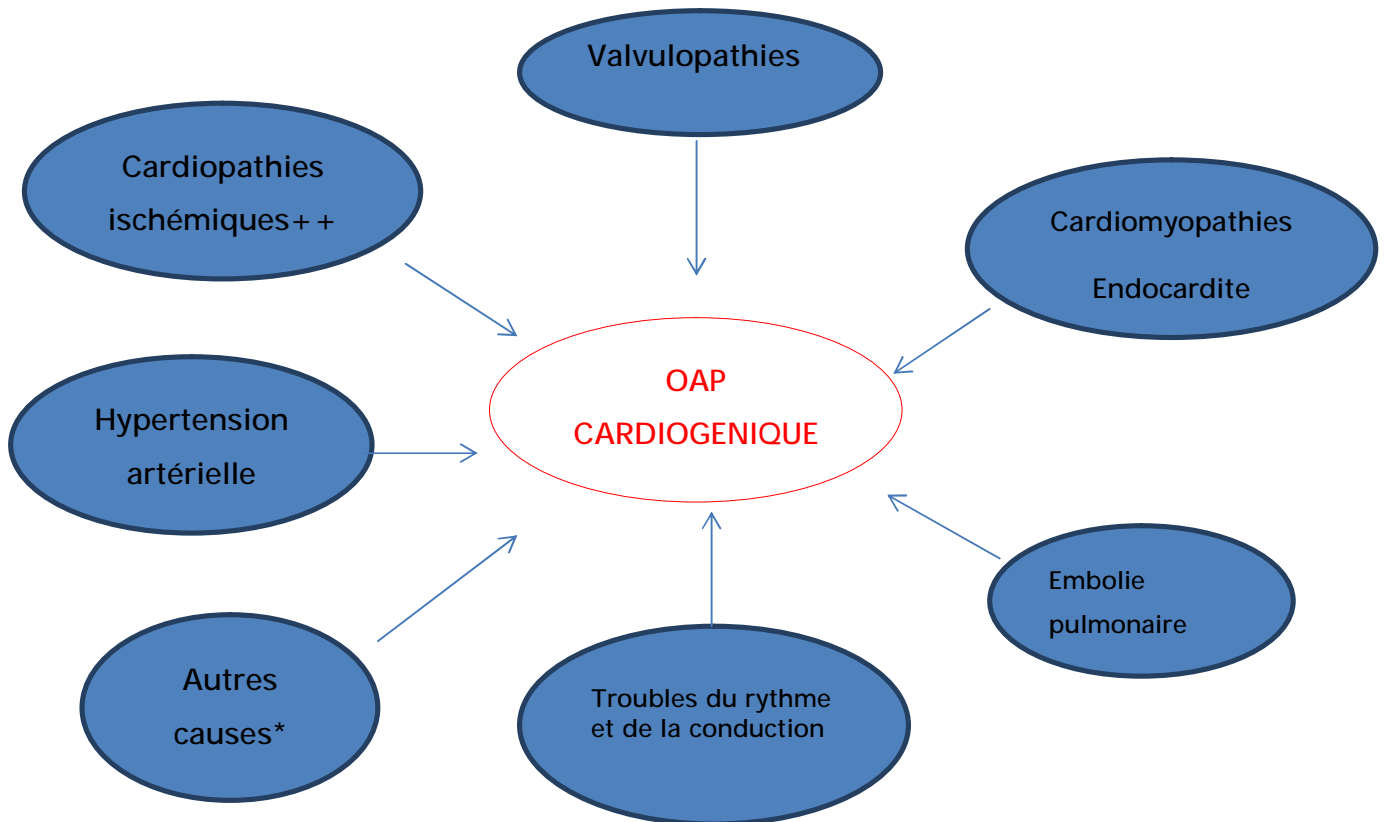 Valvulopathies
Cardiopathies
ischémiques++
Cardiomyopathies
Endocardite
OAP
CARDIOGENIQUE
Hypertension
artérielle
Embolie
pulmonaire
Autres
causes*
Troubles du rythme
et de la conduction